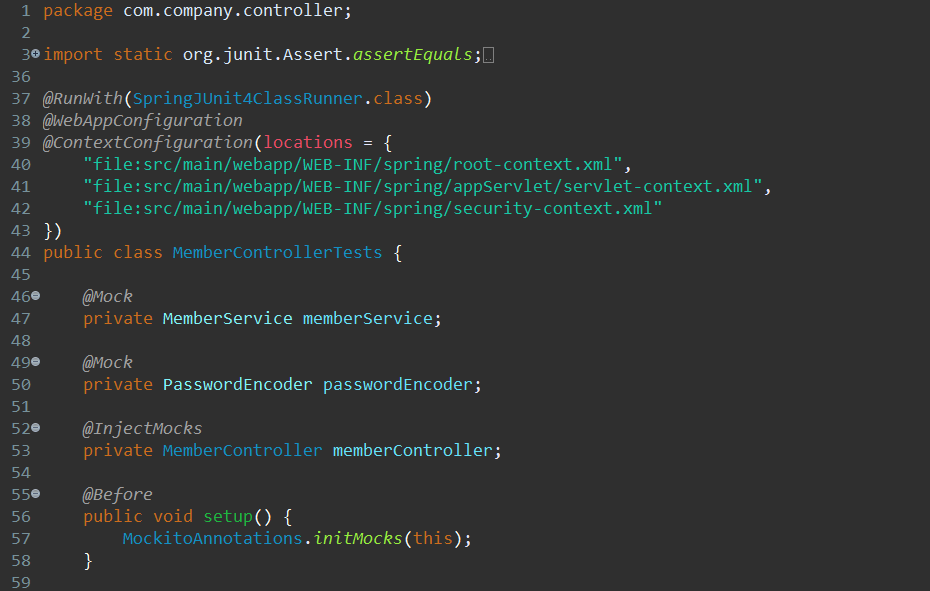 1 package com.company.controller;
2
3 import static org.junit.Assert.assertEquals;
36
37 @RunWith(SpringJUnit4ClassRunner.class)
38 @WebAppConfiguration
39 @ContextConfiguration(locations = {
40     "file:src/main/webapp/WEB-INF/spring/root-context.xml",
41     "file:src/main/webapp/WEB-INF/spring/appServlet/servlet-context.xml",
42     "file:src/main/webapp/WEB-INF/spring/security-context.xml"
43 })
44 public class MemberControllerTests {
45
46     @Mock
47     private MemberService memberService;
48
49     @Mock
50     private PasswordEncoder passwordEncoder;
51
52     @InjectMocks
53     private MemberController memberController;
54
55     @Before
56     public void setup() {
57         MockitoAnnotations.initMocks(this);
58     }
59